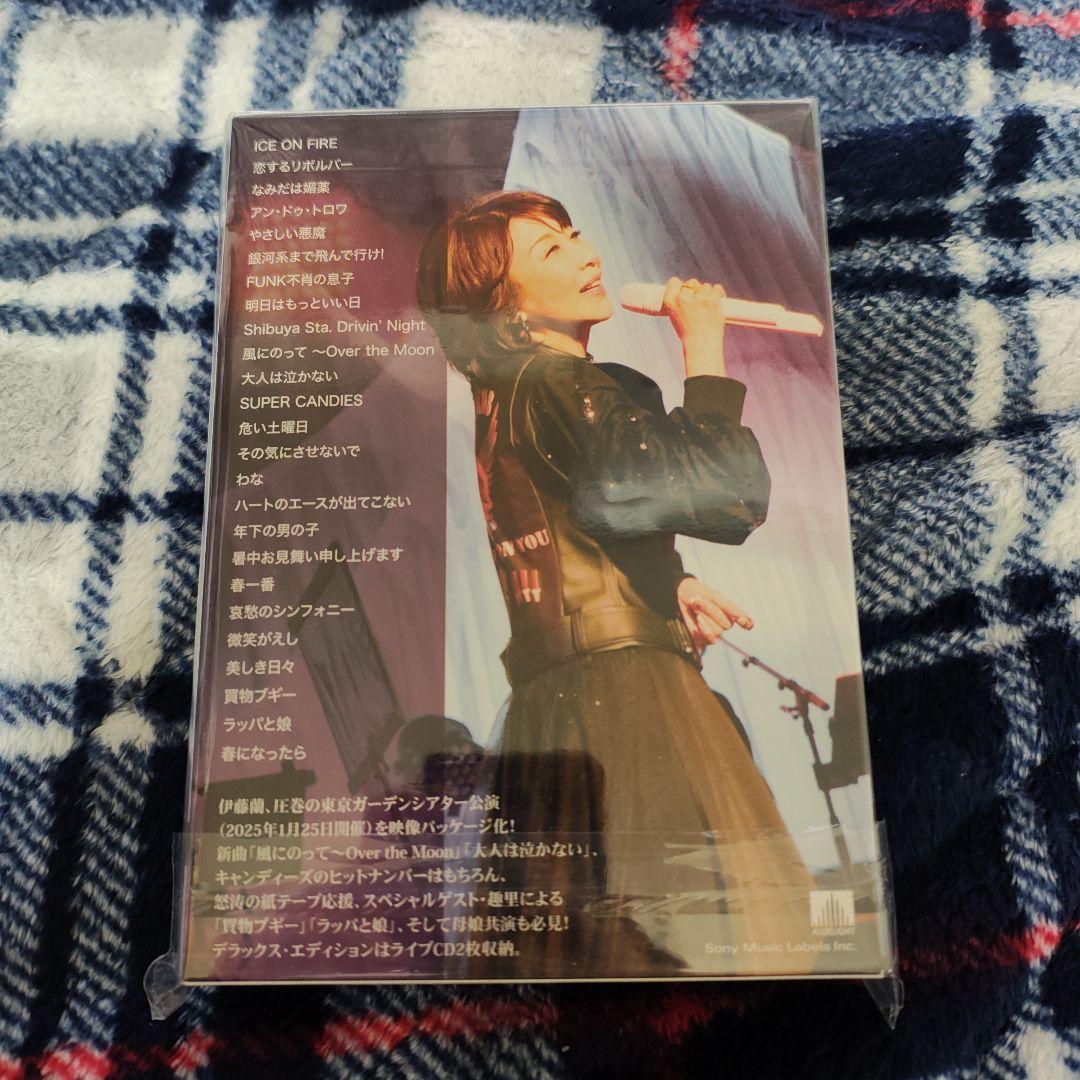 ICE ON FIRE
恋するリボルバー
なみだは媚薬
アン・ドゥ・トロワ
やさしい悪魔
銀河系まで飛んで行け!
FUNK不肖の息子
明日はもっといい日
Shibuya Sta. Drivin' Night
風にのって 〜Over the Moon
大人は泣かない
SUPER CANDIES
危い土曜日
その気にさせないで
わな
ハートのエースが出てこない
年下の男の子
暑中お見舞い申し上げます
春一番
哀愁のシンフォニー
微笑がえし
美しき日々
買物ブギー
ラッパと娘
春になったら
伊藤蘭、圧巻の東京ガーデンシアター公演
(2025年1月25日開催)を映像パッケージ化!
新曲「風にのって〜Over the Moon」「大人は泣かない」、
キャンディーズのヒットナンバーはもちろん、
怒涛の紙テープ応援、スペシャルゲスト・趣里による
「買物ブギー」「ラッパと娘」、そして母娘共演も必見!
デラックス・エディションはライブCD2枚収納。
ON YOU
ALDELIGHT
Sony Music Labels Inc.